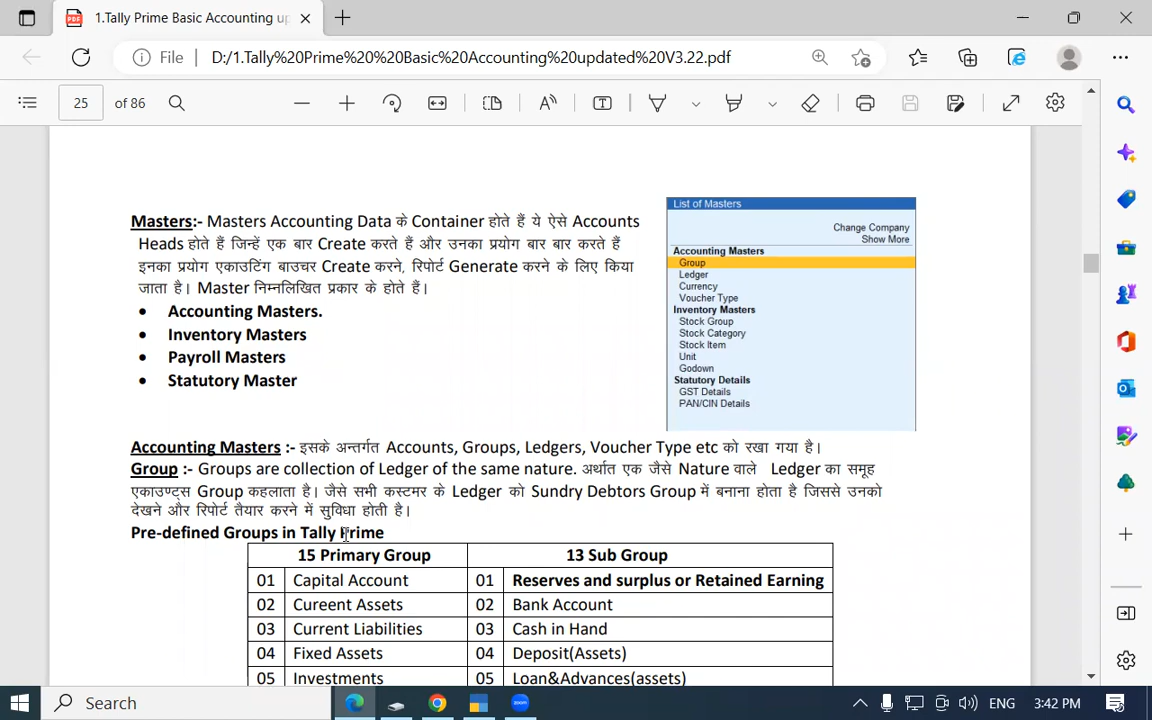 1.Tally Prime Basic Accounting up
File D:/1.Tally%20Prime%20%20Basic%20Accounting%20updated%20V3.22.pdf
25 of 86
Masters:- Masters Accounting Data के Container होते हैं ये ऐसे Accounts
Heads होते हैं जिन्हें एक बार Create करते हैं और उनका प्रयोग बार बार करते हैं
इनका प्रयोग एकाउटिंग बाउचर Create करने, रिपोर्ट Generate करने के लिए किया
जाता है। Master निम्नलिखित प्रकार के होते हैं।
• Accounting Masters.
• Inventory Masters
• Payroll Masters
• Statutory Master
List of Masters
Change Company
Show More
Accounting Masters
Group
Ledger
Currency
Voucher Type
Inventory Masters
Stock Group
Stock Category
Stock Item
Unit
Godown
Statutory Details
GST Details
PAN/CIN Details
Accounting Masters :- इसके अन्तर्गत Accounts, Groups, Ledgers, Voucher Type etc को रखा गया है।
Group :- Groups are collection of Ledger of the same nature. अर्थात एक जैसे Nature वाले Ledger का समूह
एकाउण्ट्स Group कहलाता है। जैसे सभी कस्टमर के Ledger को Sundry Debtors Group में बनाना होता है जिससे उनको
देखने और रिपोर्ट तैयार करने में सुविधा होती है।
Pre-defined Groups in Tally Prime
15 Primary Group 13 Sub Group
01 Capital Account 01 Reserves and surplus or Retained Earning
02 Cureent Assets 02 Bank Account
03 Current Liabilities 03 Cash in Hand
04 Fixed Assets 04 Deposit(Assets)
05 Investments 05 Loan&Advances(assets)
Search
ENG 3:42 PM